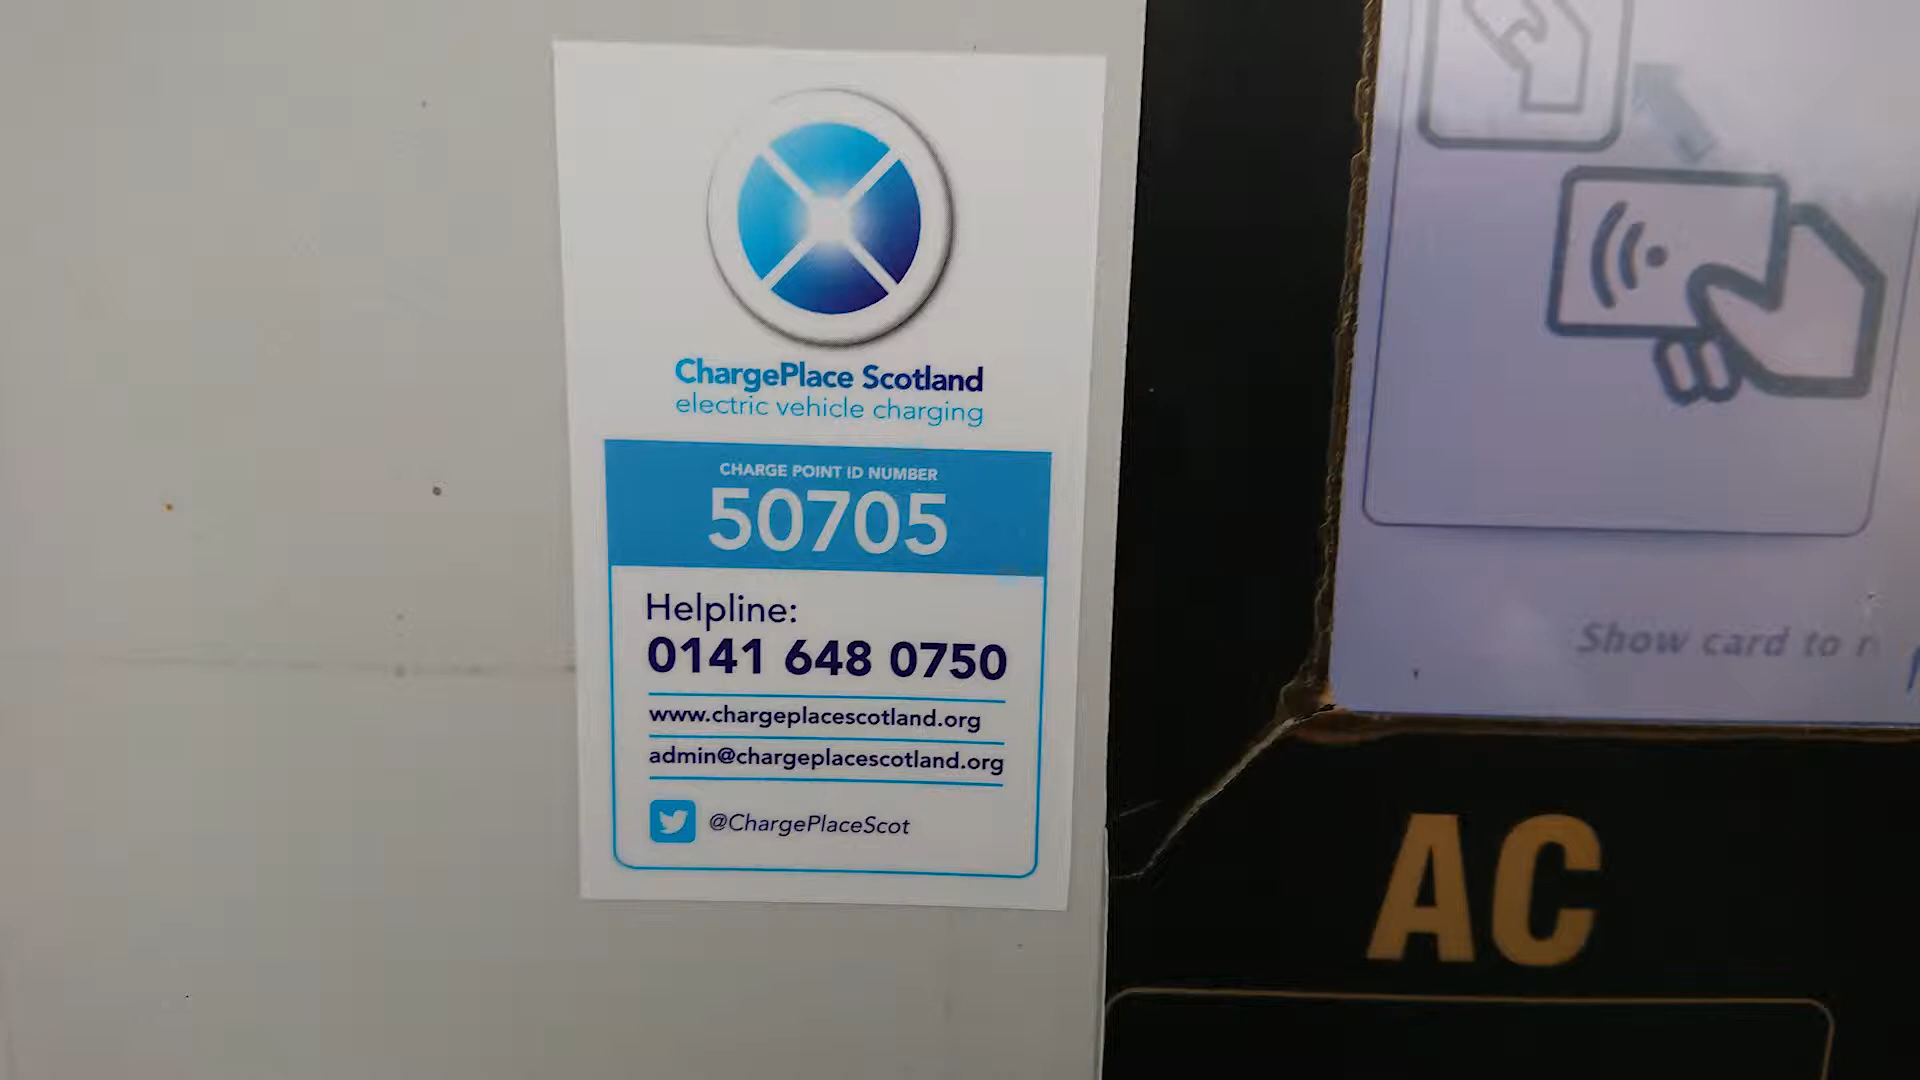 ChargePlace Scotland
electric vehicle charging
CHARGE POINT ID NUMBER
50705
Helpline:
0141 648 0750
www.chargeplacescotland.org
admin@chargeplacescotland.org
@ChargePlaceScot
Show card to
AC